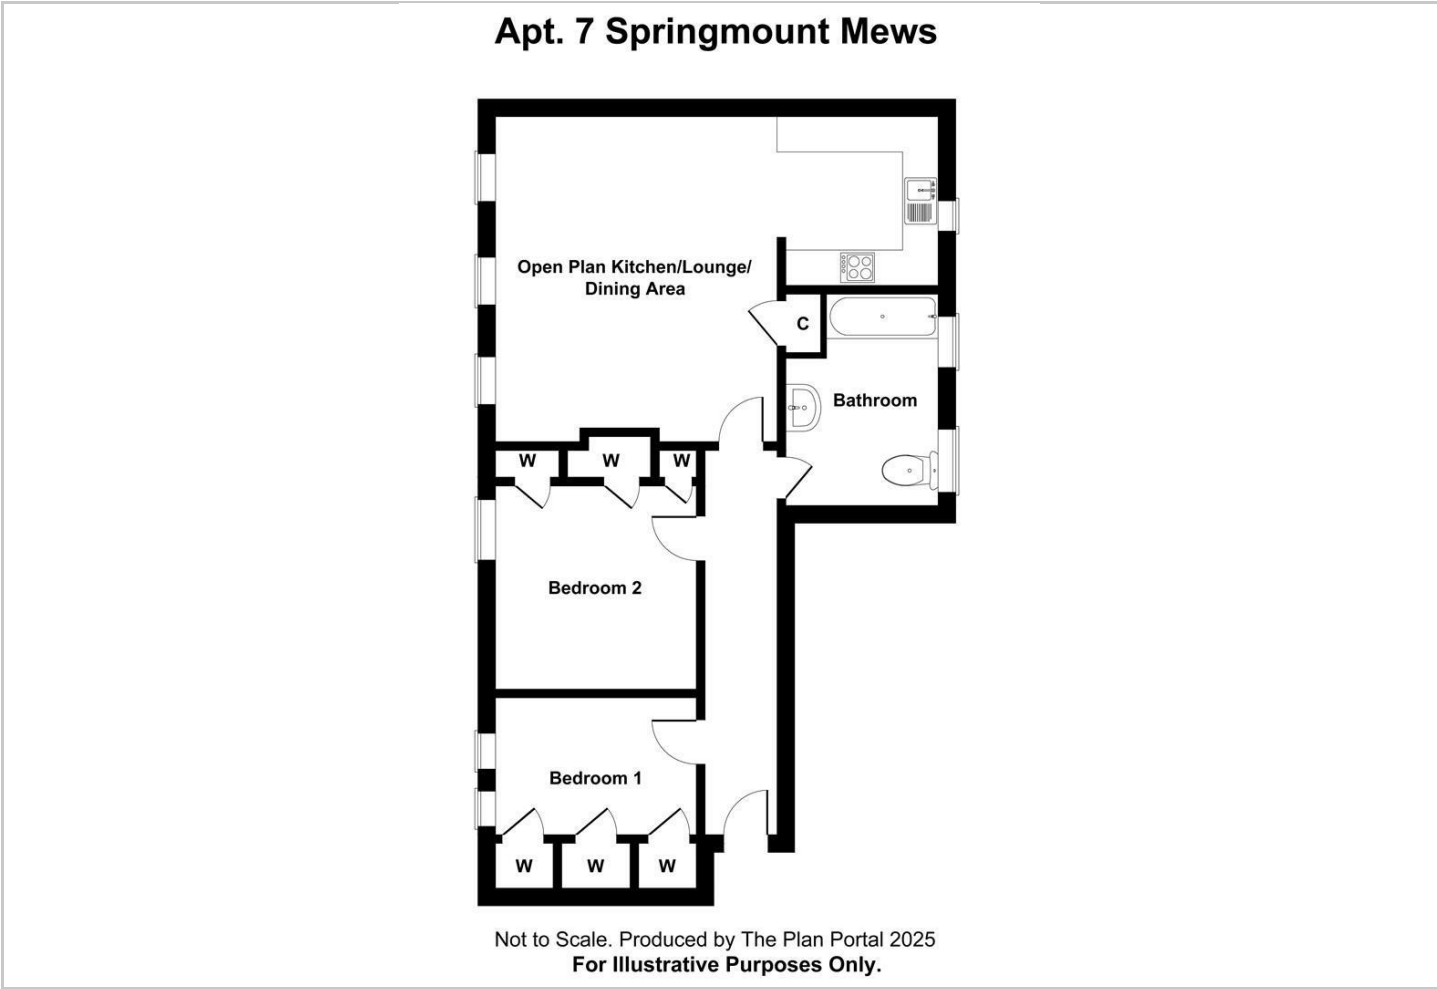 Apt. 7 Springmount Mews
Open Plan Kitchen/Lounge/
Dining Area
C
Bathroom
W
W
W
Bedroom 2
Bedroom 1
W
W
W
Not to Scale. Produced by The Plan Portal 2025
For Illustrative Purposes Only.